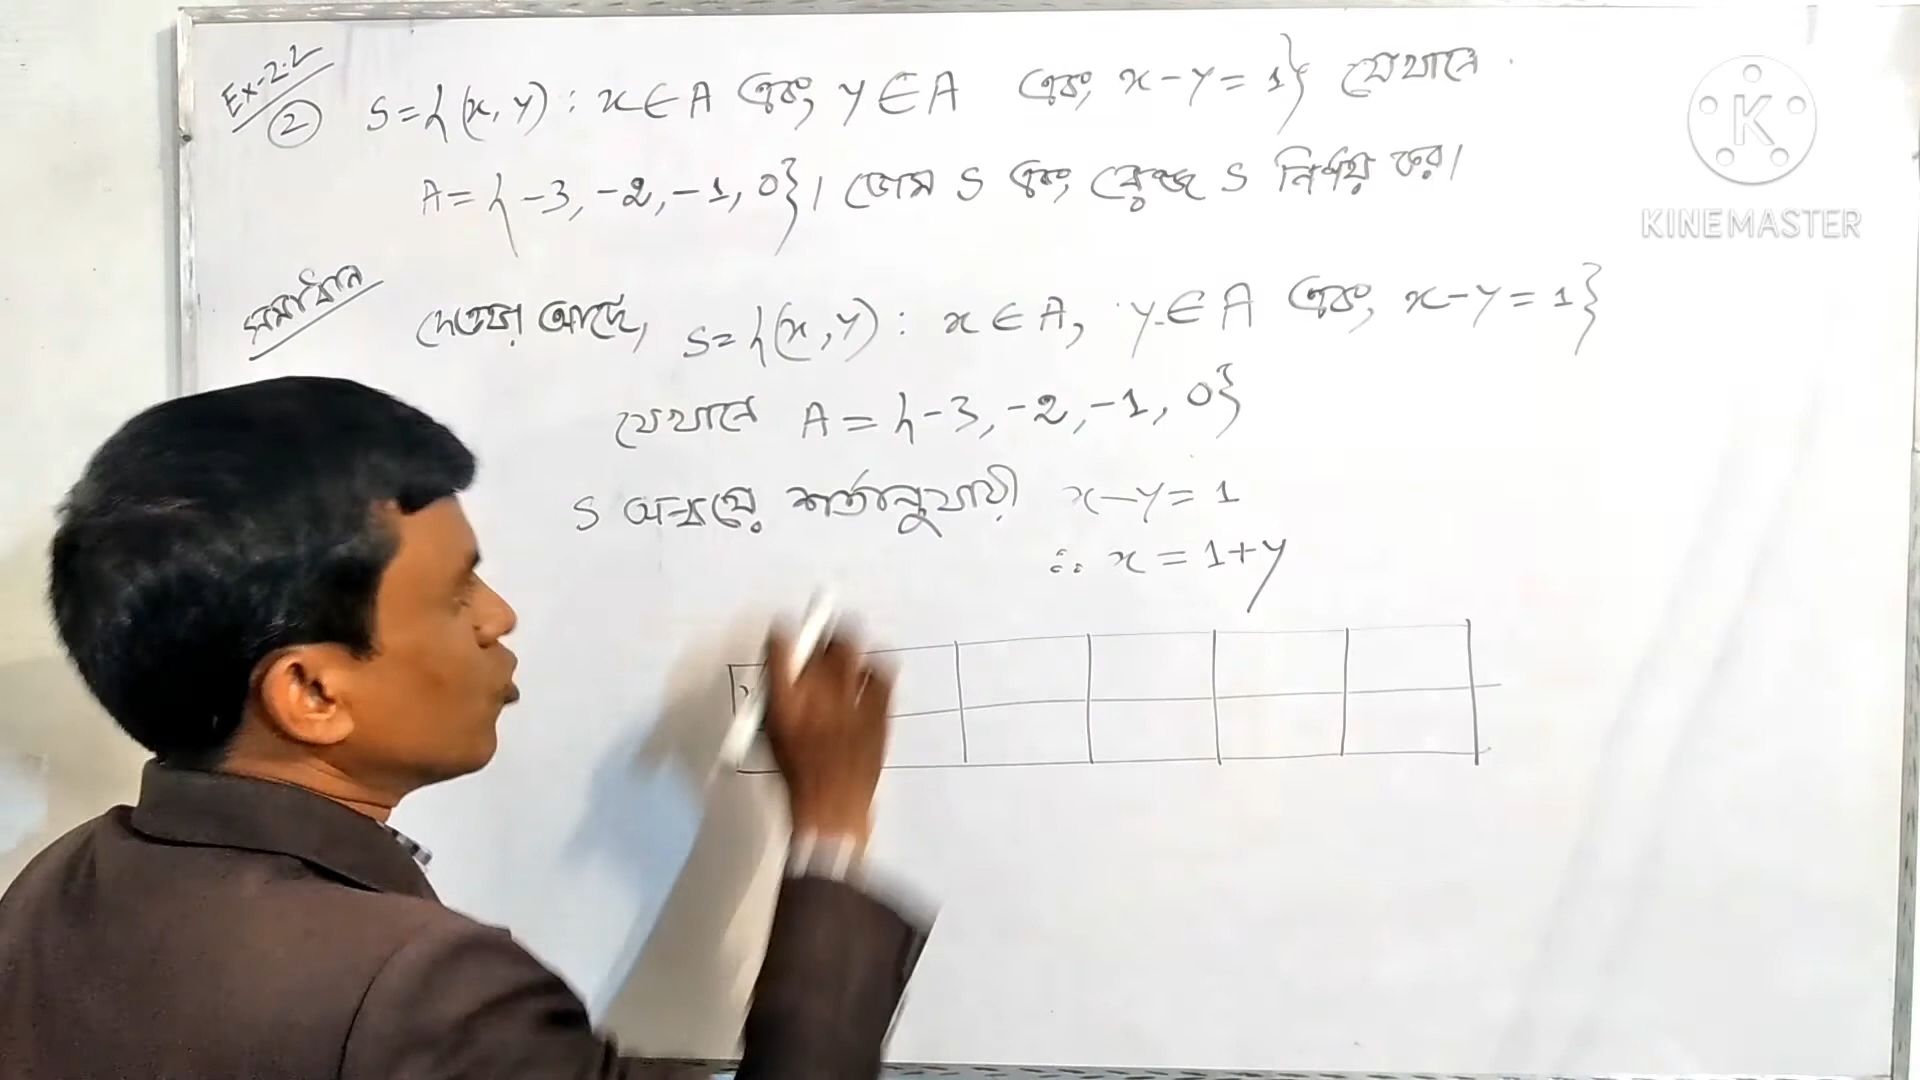 Ex-2.2
② S={(x, y) : x∈A এবং, y∈A এবং, x-y=1} যেখানে
A={-3, -2, -1, 0}। ডোম S এবং, রেঞ্জ S নির্ণয় কর।
সমাধান
দেওয়া আছে, S={(x, y) : x∈A, y∈A এবং, x-y=1}
যেখানে A={-3, -2, -1, 0}
S অন্বয়ে শর্তানুযায়ী x-y=1
∴ x=1+y
K
KINEMASTER